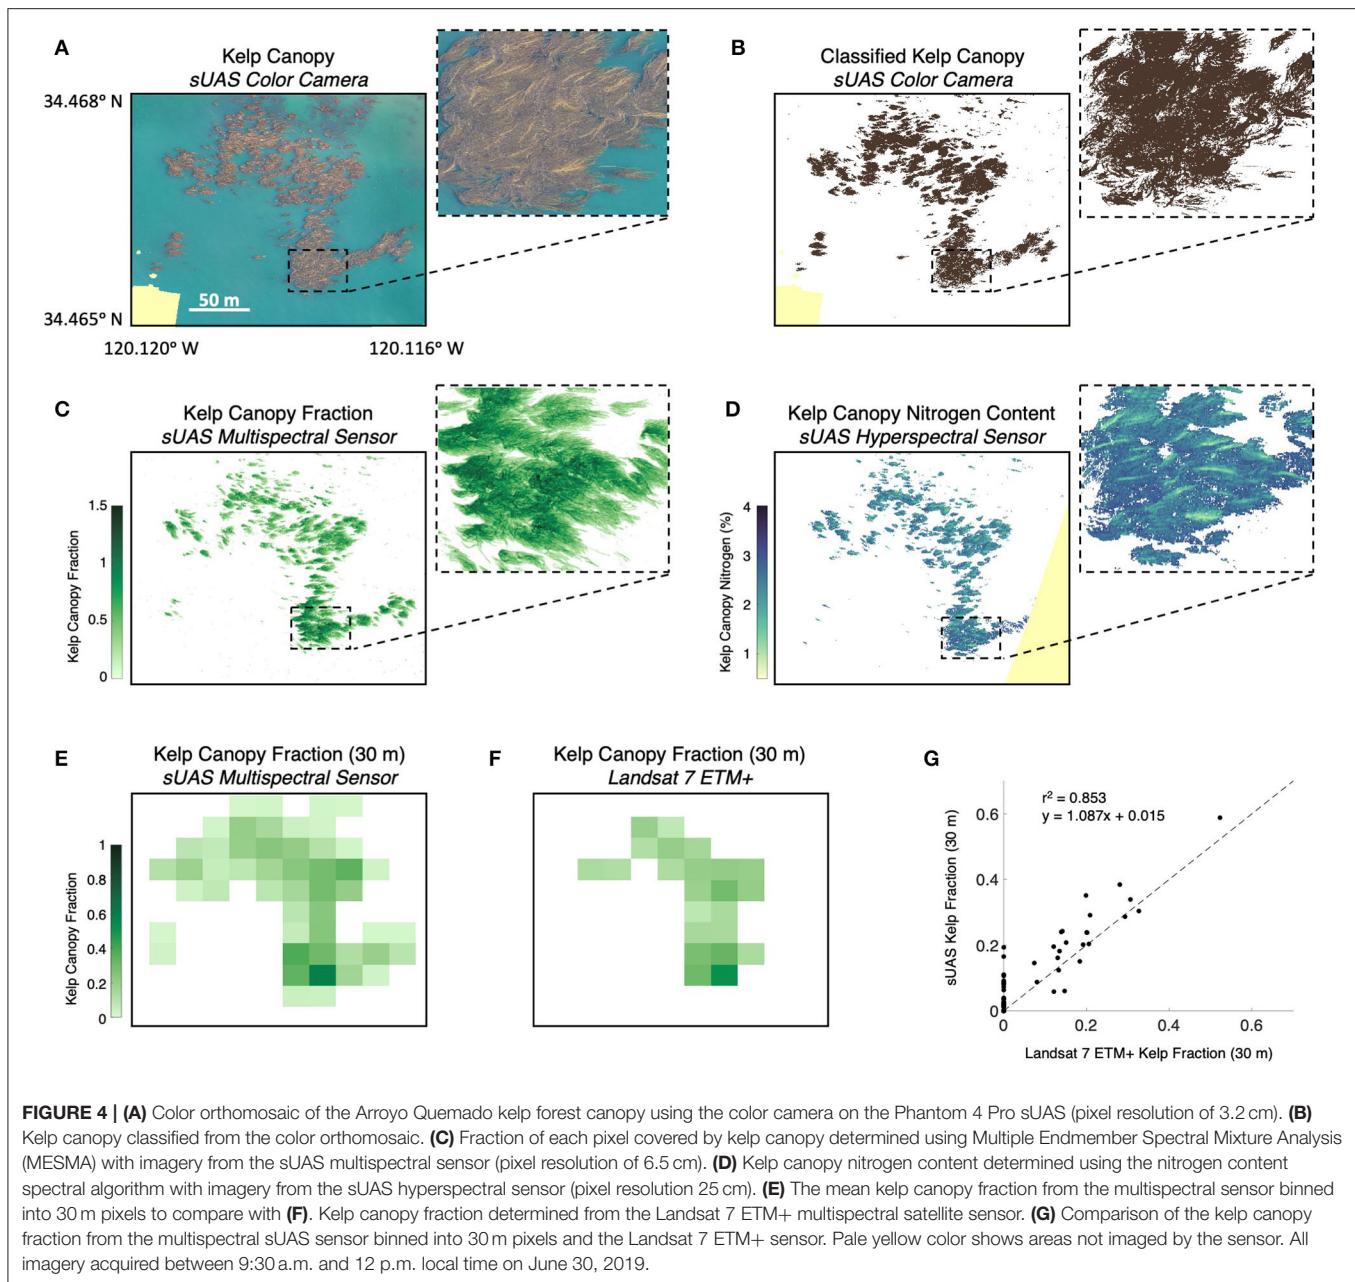 A
Kelp Canopy
sUAS Color Camera
34.468° N
34.465° N
50 m
120.120° W
120.116° W
B
Classified Kelp Canopy
sUAS Color Camera
C
Kelp Canopy Fraction
sUAS Multispectral Sensor
Kelp Canopy Fraction
1.5
1
0.5
0
D
Kelp Canopy Nitrogen Content
sUAS Hyperspectral Sensor
Kelp Canopy Nitrogen (%)
4
3
2
1
E
Kelp Canopy Fraction (30 m)
sUAS Multispectral Sensor
Kelp Canopy Fraction
1
0.8
0.6
0.4
0.2
0
F
Kelp Canopy Fraction (30 m)
Landsat 7 ETM+
G
r² = 0.853
y = 1.087x + 0.015
sUAS Kelp Fraction (30 m)
0.6
0.4
0.2
0
0
0.2
0.4
0.6
Landsat 7 ETM+ Kelp Fraction (30 m)
FIGURE 4 | (A) Color orthomosaic of the Arroyo Quemado kelp forest canopy using the color camera on the Phantom 4 Pro sUAS (pixel resolution of 3.2 cm). (B)
Kelp canopy classified from the color orthomosaic. (C) Fraction of each pixel covered by kelp canopy determined using Multiple Endmember Spectral Mixture Analysis
(MESMA) with imagery from the sUAS multispectral sensor (pixel resolution of 6.5 cm). (D) Kelp canopy nitrogen content determined using the nitrogen content
spectral algorithm with imagery from the sUAS hyperspectral sensor (pixel resolution 25 cm). (E) The mean kelp canopy fraction from the multispectral sensor binned
into 30 m pixels to compare with (F). Kelp canopy fraction determined from the Landsat 7 ETM+ multispectral satellite sensor. (G) Comparison of the kelp canopy
fraction from the multispectral sUAS sensor binned into 30 m pixels and the Landsat 7 ETM+ sensor. Pale yellow color shows areas not imaged by the sensor. All
imagery acquired between 9:30 a.m. and 12 p.m. local time on June 30, 2019.